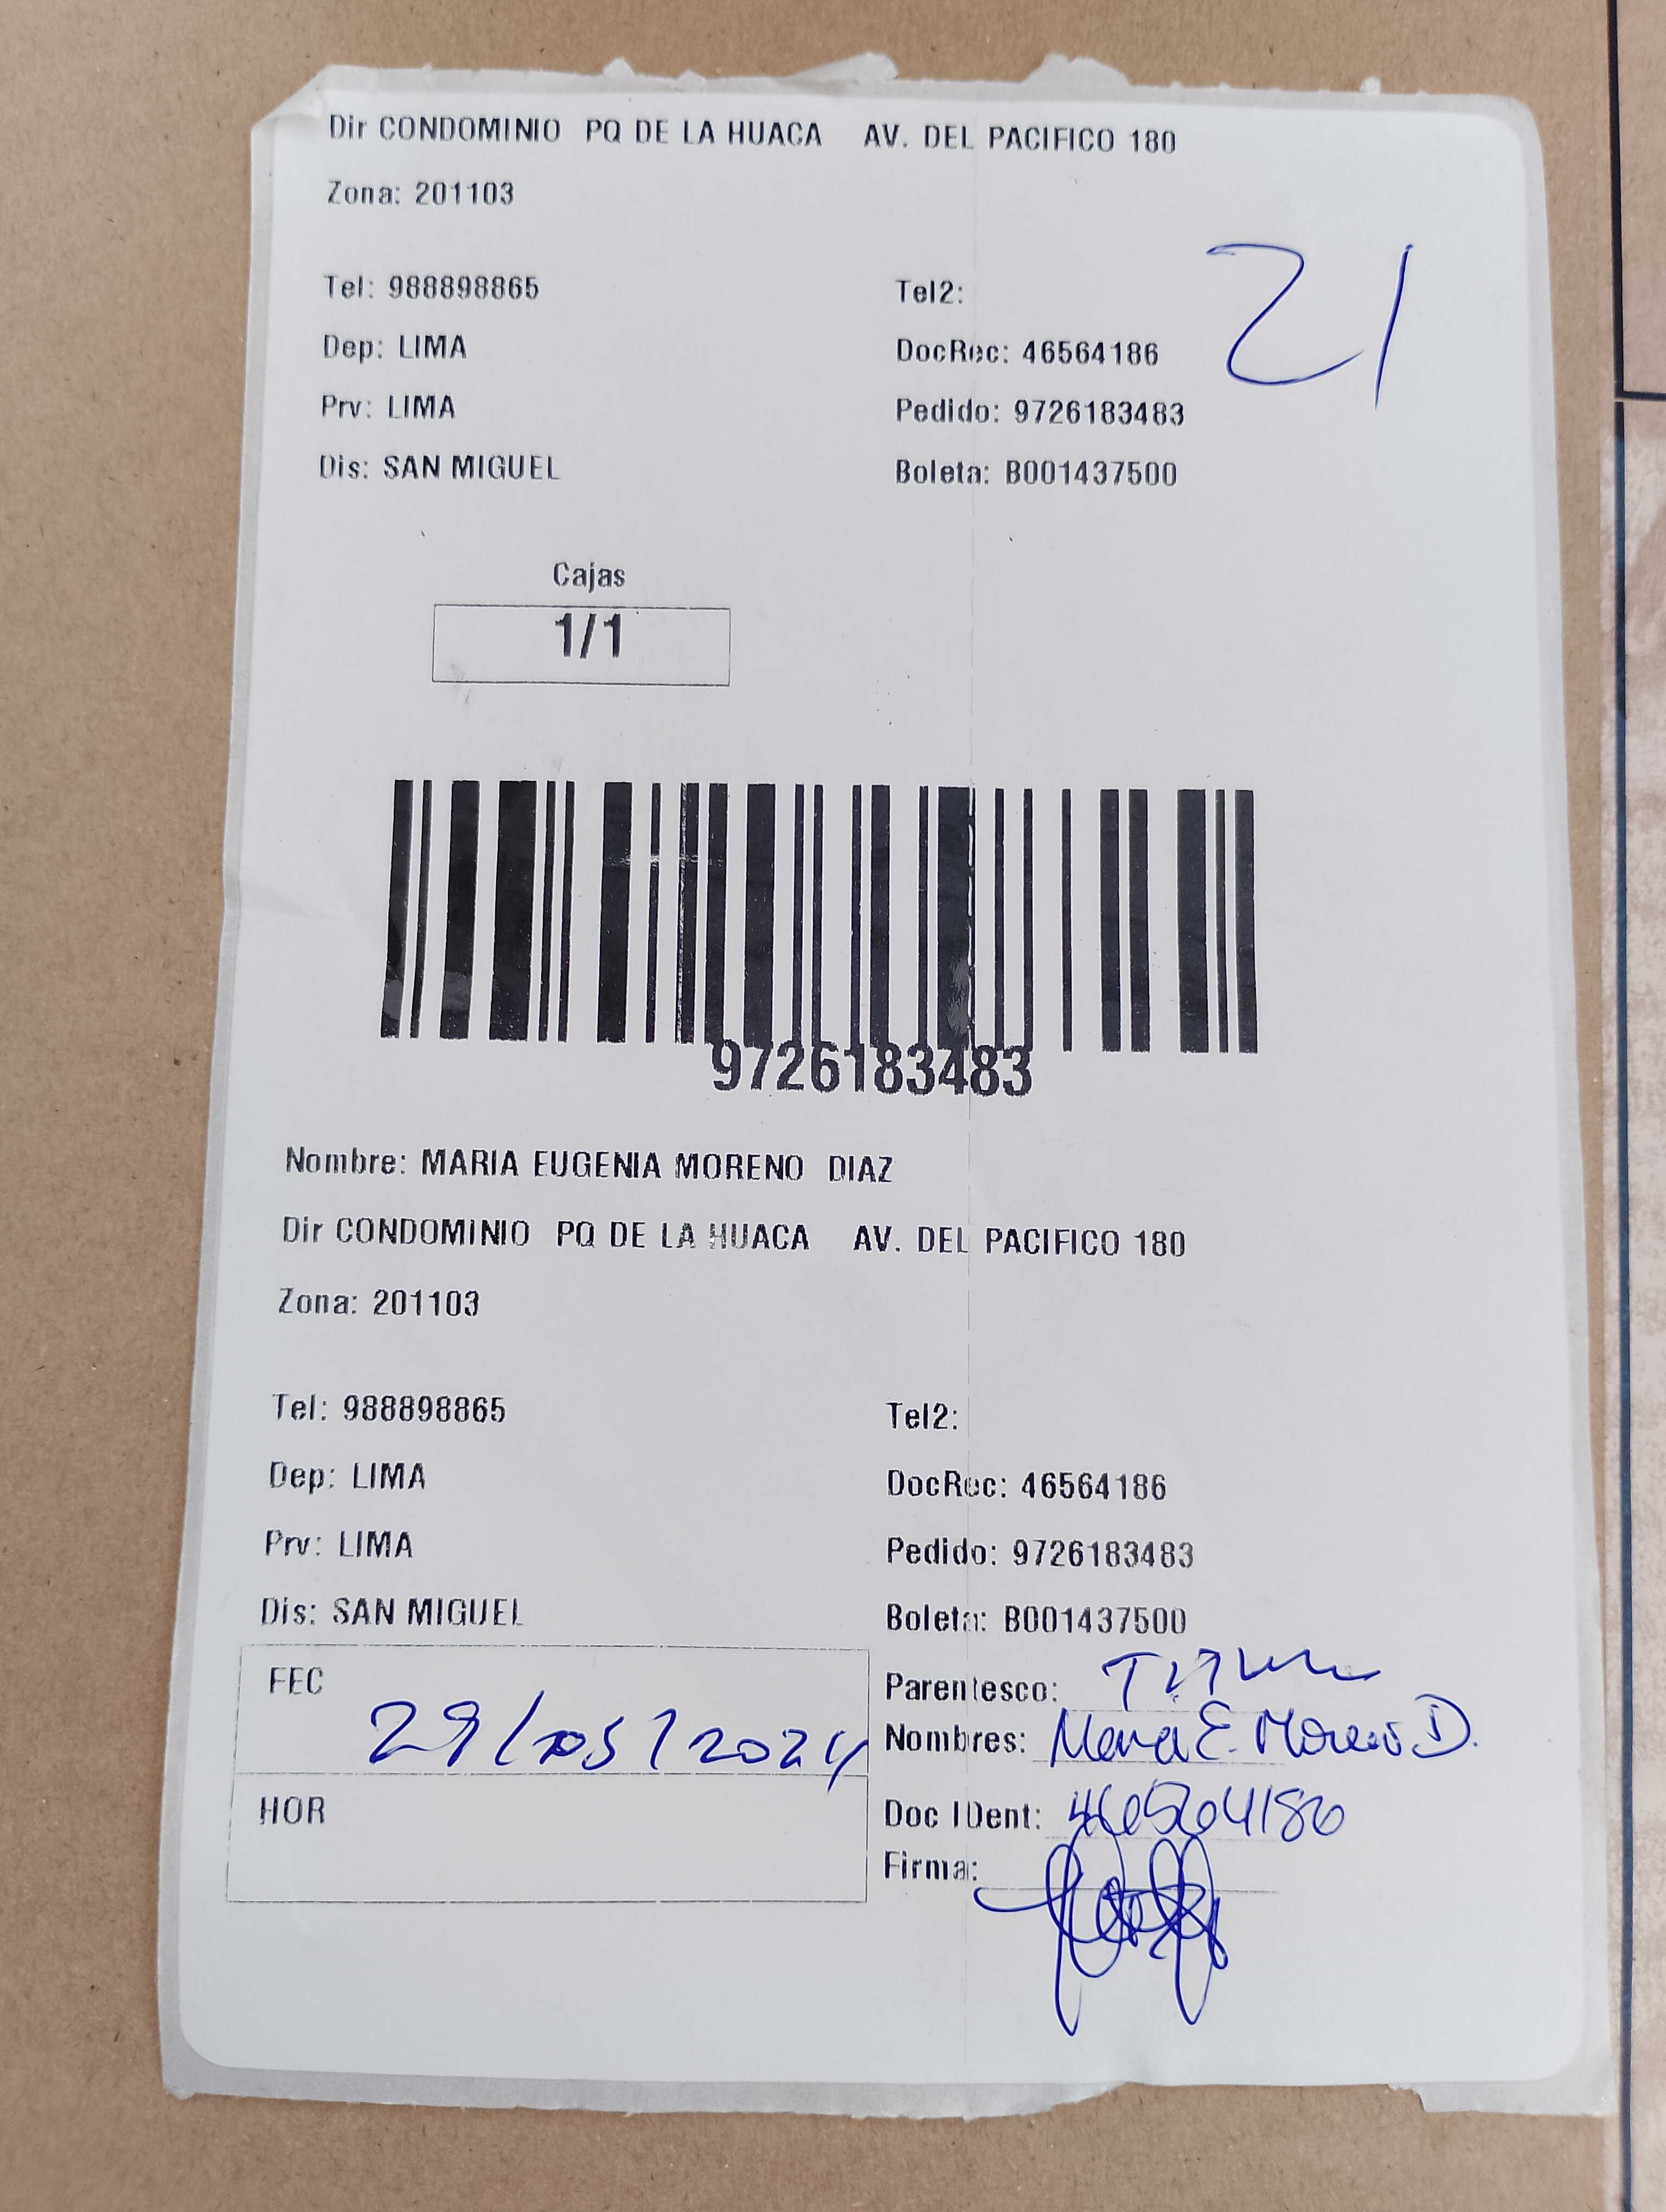 Dir CONDOMINIO PQ DE LA HUACA AV. DEL PACIFICO 180
Zona: 201103
21
Tel: 988898865 Tel2:
Dep: LIMA DocRec: 46564186
Prv: LIMA Pedido: 9726183483
Dis: SAN MIGUEL Boleta: B001437500
Cajas
1/1
9726183483
Nombre: MARIA EUGENIA MORENO DIAZ
Dir CONDOMINIO PQ DE LA HUACA AV. DEL PACIFICO 180
Zona: 201103
Tel: 988898865 Tel2:
Dep: LIMA DocRec: 46564186
Prv: LIMA Pedido: 9726183483
Dis: SAN MIGUEL Boleta: B001437500
FEC 29/05/2024
HOR
Parentesco:
Nombres: Maria E. Moreno D.
Doc IDent: 46564186
Firma: